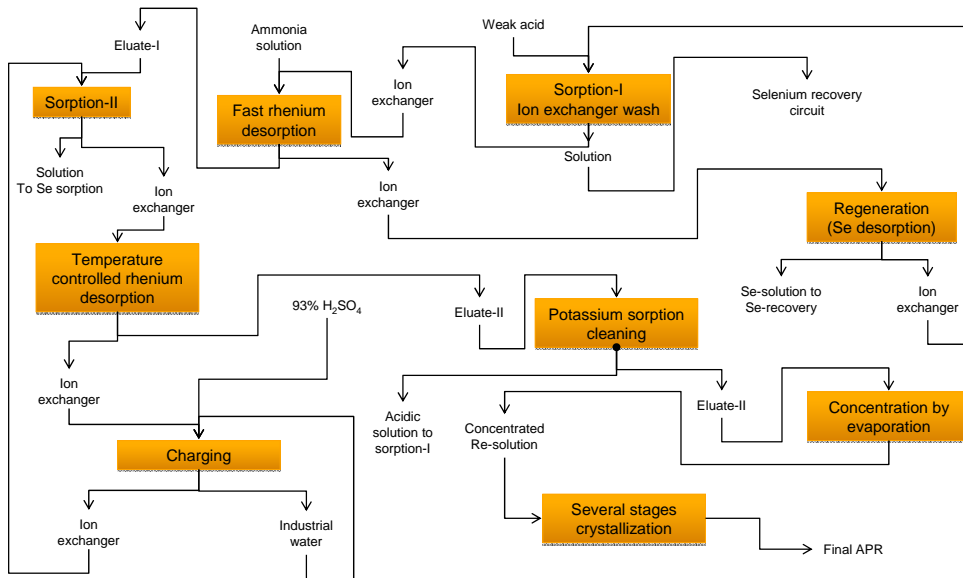 Weak acid
Eluate-I
Ammonia
solution
Ion
exchanger
Sorption-I
Ion exchanger wash
Selenium recovery
circuit
Sorption-II
Fast rhenium
desorption
Solution
Solution
To Se sorption
Ion
exchanger
Ion
exchanger
Regeneration
(Se desorption)
Temperature
controlled rhenium
desorption
93% H₂SO₄
Eluate-II
Potassium sorption
cleaning
Se-solution to
Se-recovery
Ion
exchanger
Ion
exchanger
Acidic
solution to
sorption-I
Concentrated
Re-solution
Eluate-II
Concentration by
evaporation
Charging
Ion
exchanger
Industrial
water
Several stages
crystallization
Final APR